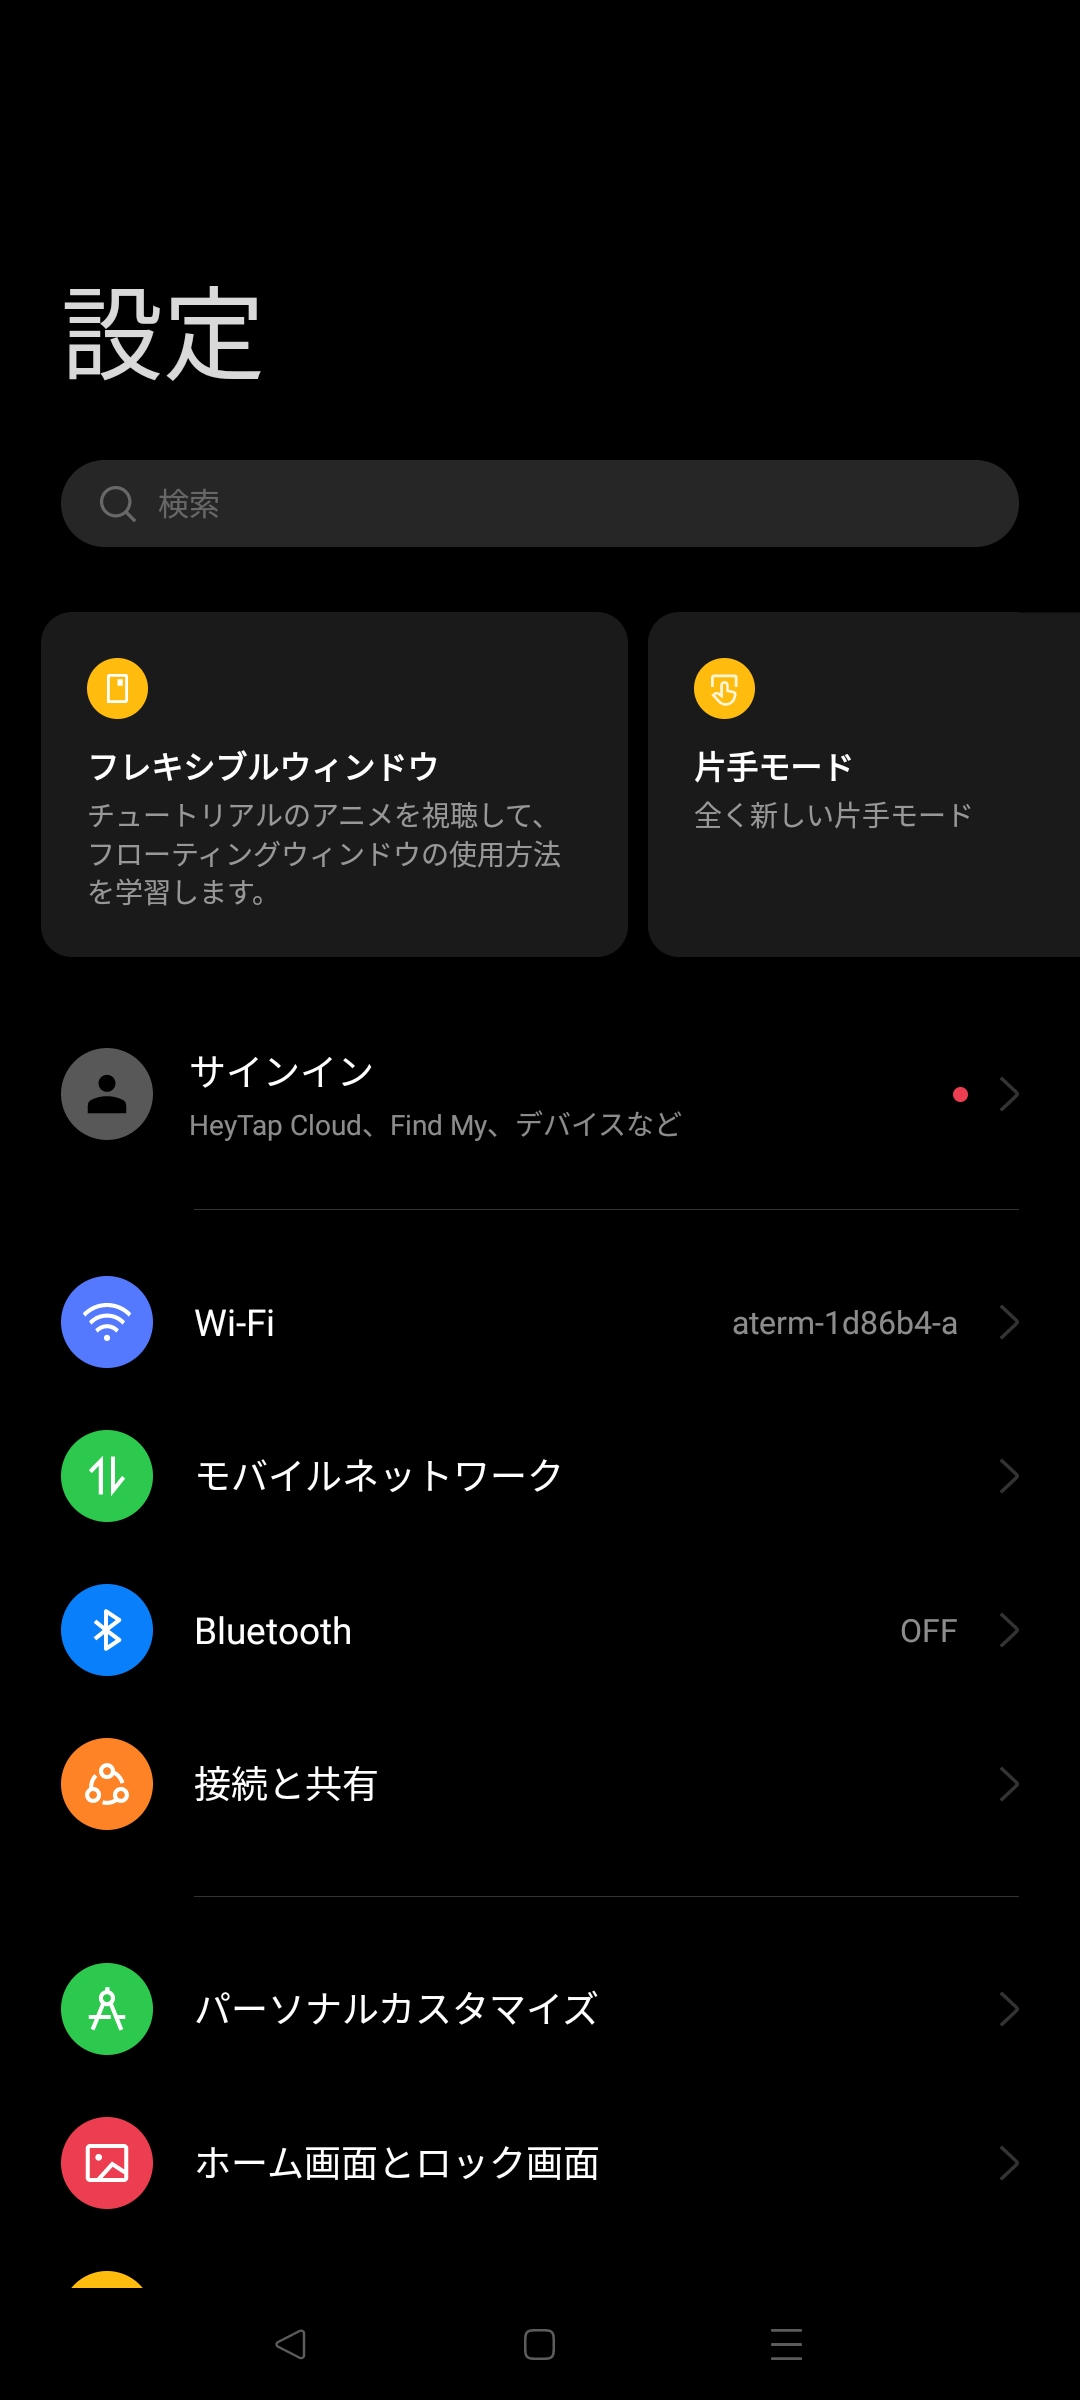 設定
検索
フレキシブルウィンドウ
チュートリアルのアニメを視聴して、
フローティングウィンドウの使用方法
を学習します。
片手モード
全く新しい片手モード
サインイン
HeyTap Cloud、Find My、デバイスなど
Wi-Fi
aterm-1d86b4-a
モバイルネットワーク
Bluetooth
OFF
接続と共有
パーソナルカスタマイズ
ホーム画面とロック画面